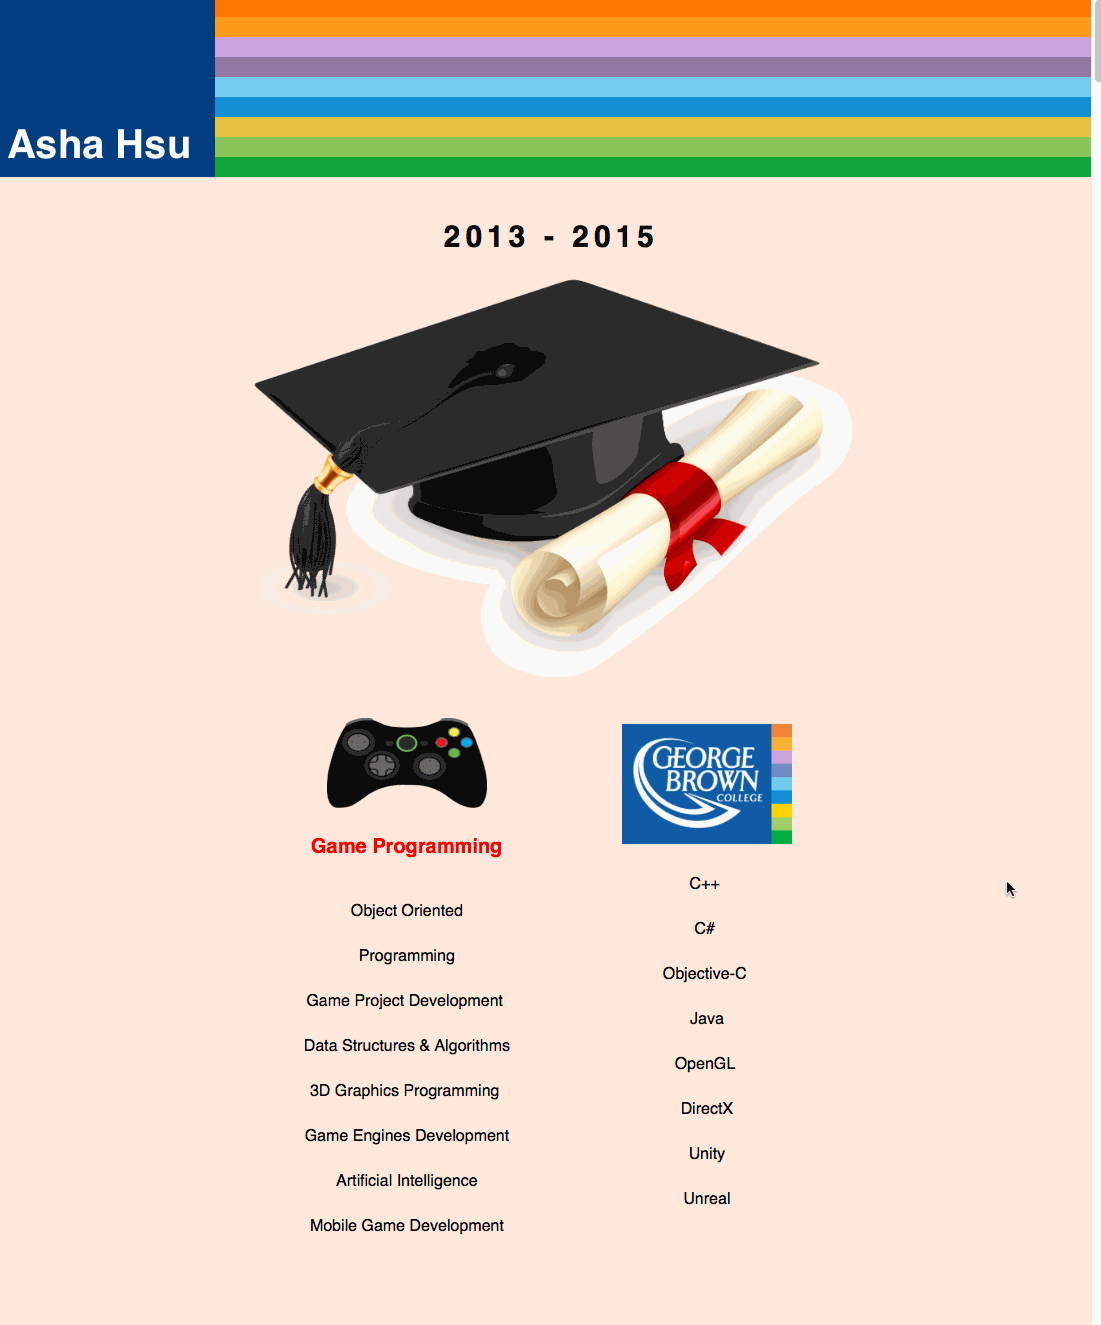 Asha Hsu
2013 - 2015
GEORGE
BROWN
COLLEGE
Game Programming
Object Oriented
Programming
Game Project Development
Data Structures & Algorithms
3D Graphics Programming
Game Engines Development
Artificial Intelligence
Mobile Game Development
C++
C#
Objective-C
Java
OpenGL
DirectX
Unity
Unreal